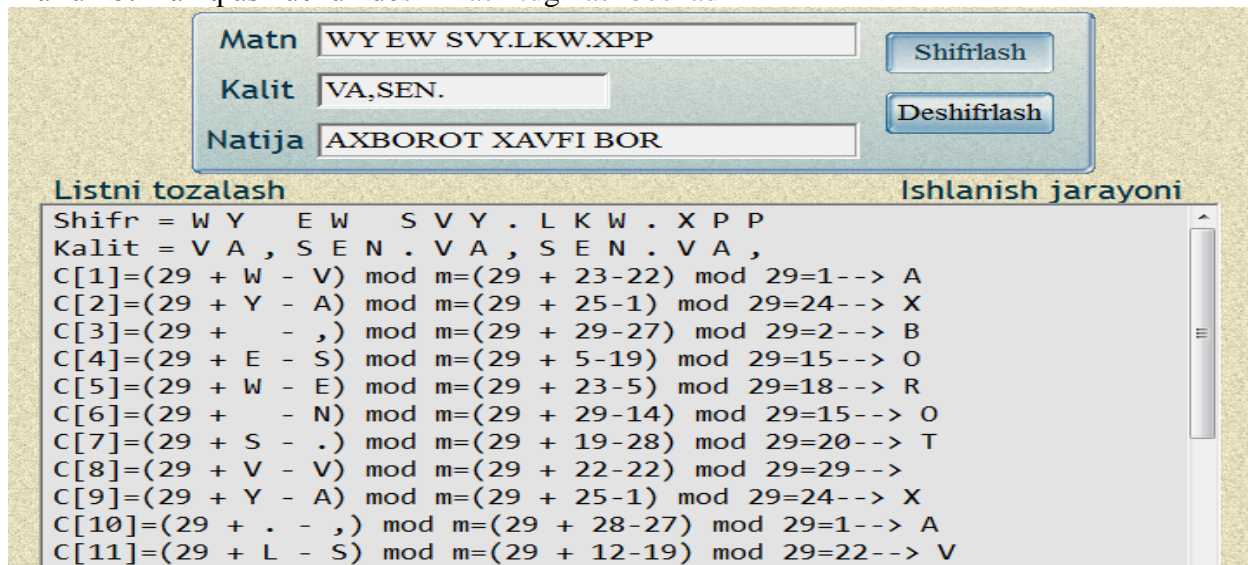 Matn WY EW SVY.LKW.XPP Shifrlash
Kalit VA,SEN. Deshifrlash
Natija AXBOROT XAVFI BOR
Listni tozalash Ishlanish jarayoni
Shifr = W Y   E W   S V Y . L K W . X P P
Kalit = V A , S E N . V A , S E N . V A ,
C[1]=(29 + W - V) mod m=(29 + 23-22) mod 29=1--> A
C[2]=(29 + Y - A) mod m=(29 + 25-1) mod 29=24--> X
C[3]=(29 +   - ,) mod m=(29 + 29-27) mod 29=2--> B
C[4]=(29 + E - S) mod m=(29 + 5-19) mod 29=15--> O
C[5]=(29 + W - E) mod m=(29 + 23-5) mod 29=18--> R
C[6]=(29 +   - N) mod m=(29 + 29-14) mod 29=15--> O
C[7]=(29 + S - .) mod m=(29 + 19-28) mod 29=20--> T
C[8]=(29 + V - V) mod m=(29 + 22-22) mod 29=29-->
C[9]=(29 + Y - A) mod m=(29 + 25-1) mod 29=24--> X
C[10]=(29 + . - ,) mod m=(29 + 28-27) mod 29=1--> A
C[11]=(29 + L - S) mod m=(29 + 12-19) mod 29=22--> V